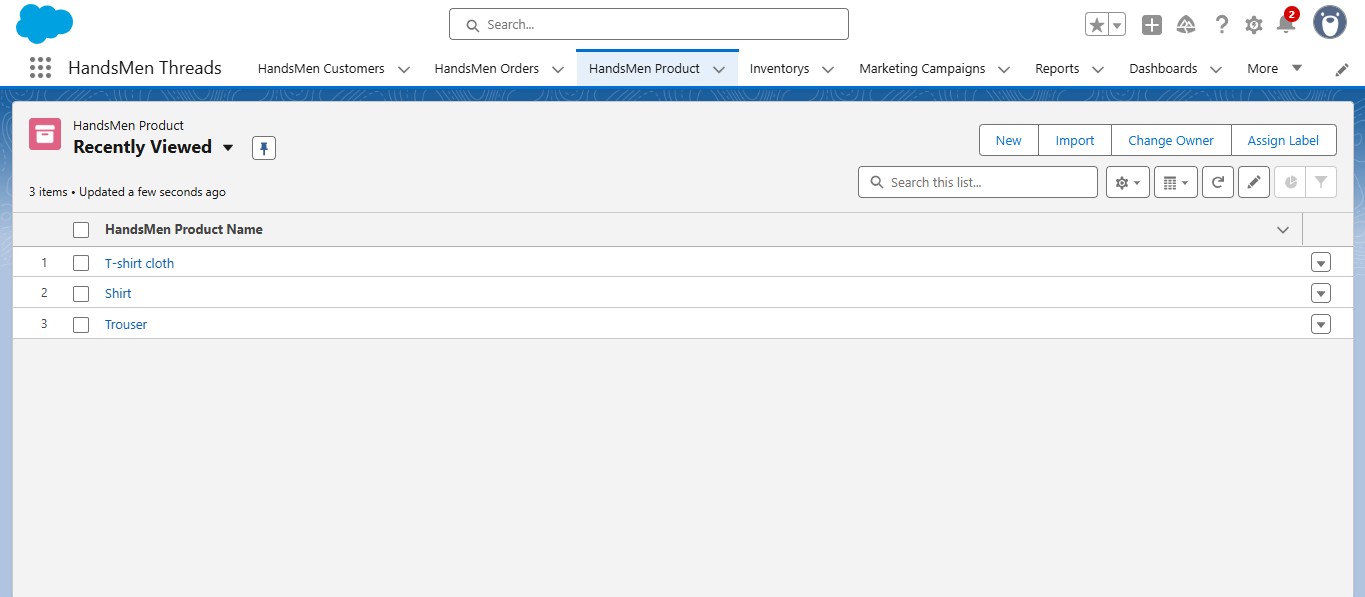 Search...
2
HandsMen Threads HandsMen Customers HandsMen Orders HandsMen Product Inventorys Marketing Campaigns Reports Dashboards More
HandsMen Product
Recently Viewed
New Import Change Owner Assign Label
3 items • Updated a few seconds ago
Search this list...
HandsMen Product Name
1 T-shirt cloth
2 Shirt
3 Trouser